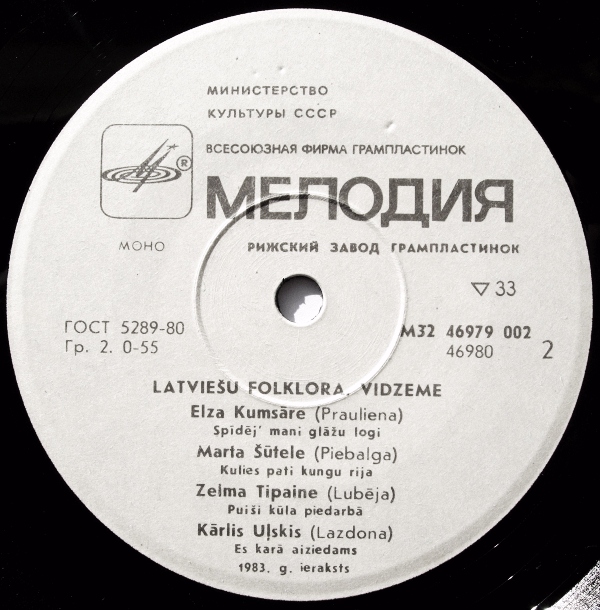 МИНИСТЕРСТВО
КУЛЬТУРЫ СССР
ВСЕСОЮЗНАЯ ФИРМА ГРАМПЛАСТИНОК
®
МЕЛОДИЯ
МОНО
РИЖСКИЙ ЗАВОД ГРАМПЛАСТИНОК
▽ 33
ГОСТ 5289-80
Гр. 2. 0-55
М32 46979 002
46980
2
LATVIEŠU FOLKLORA. VIDZEME
Elza Kumsāre (Prauliena)
Spīdēj' mani glāžu logi
Marta Šūtele (Piebalga)
Kulies pati kungu rija
Zelma Tipaine (Lubēja)
Puiši kūla piedarbā
Kārlis Uļskis (Lazdona)
Es karā aiziedams
1983. g. ieraksts